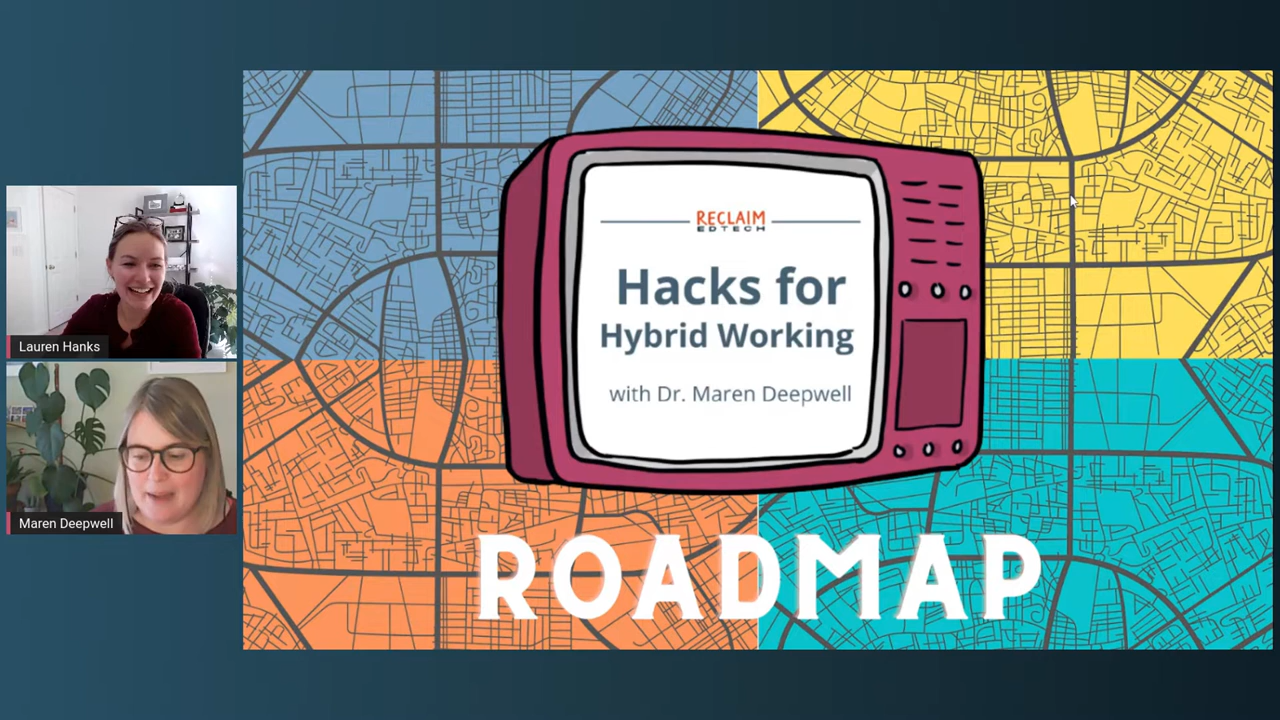 Lauren Hanks
Maren Deepwell
RECLAIM
EDTECH
Hacks for
Hybrid Working
with Dr. Maren Deepwell
ROADMAP